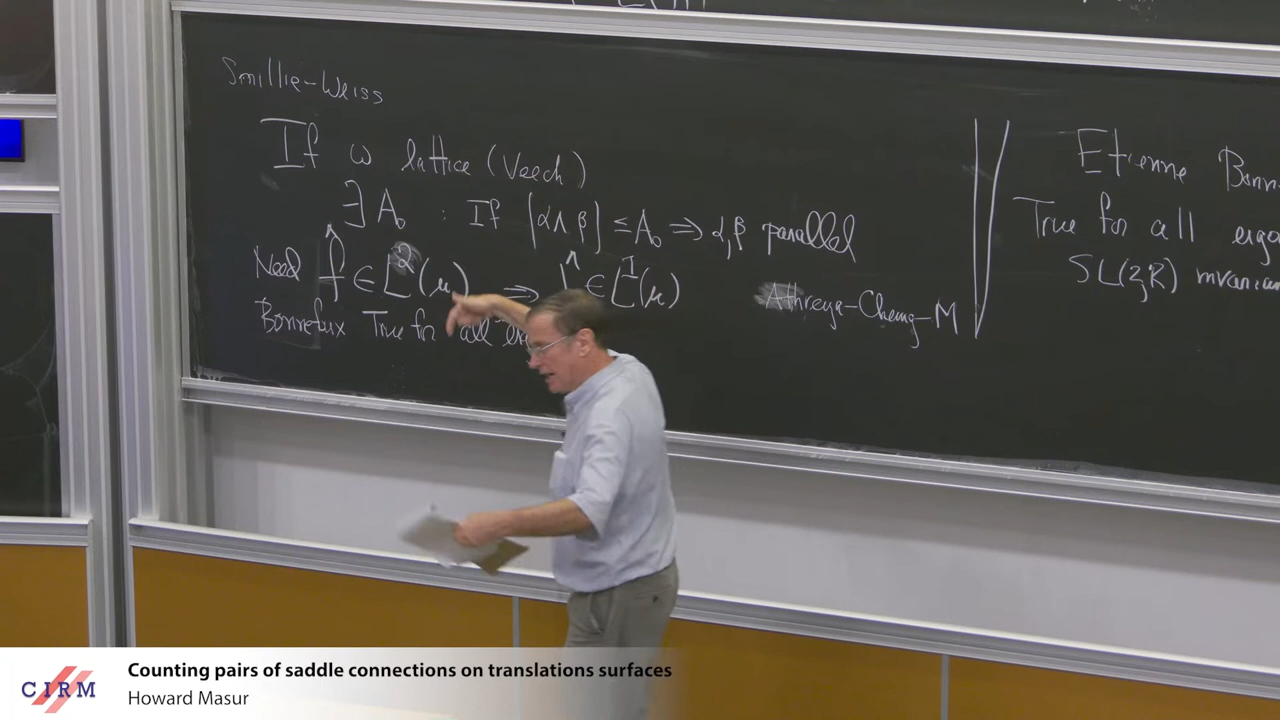 Smillie-Weiss
If ω lattice (Veech)
∃ A₀ : If |α∧β| ≤ A₀ ⇒ α,β parallel
Need f̂ ∈ L²(μ) ⇒ ∈ L¹(μ)
Athreya-Cheung-M
Bonnefux True for all
Etienne Bonn
True for all ergo
SL(2,R) invarian
CIRM
Counting pairs of saddle connections on translations surfaces
Howard Masur